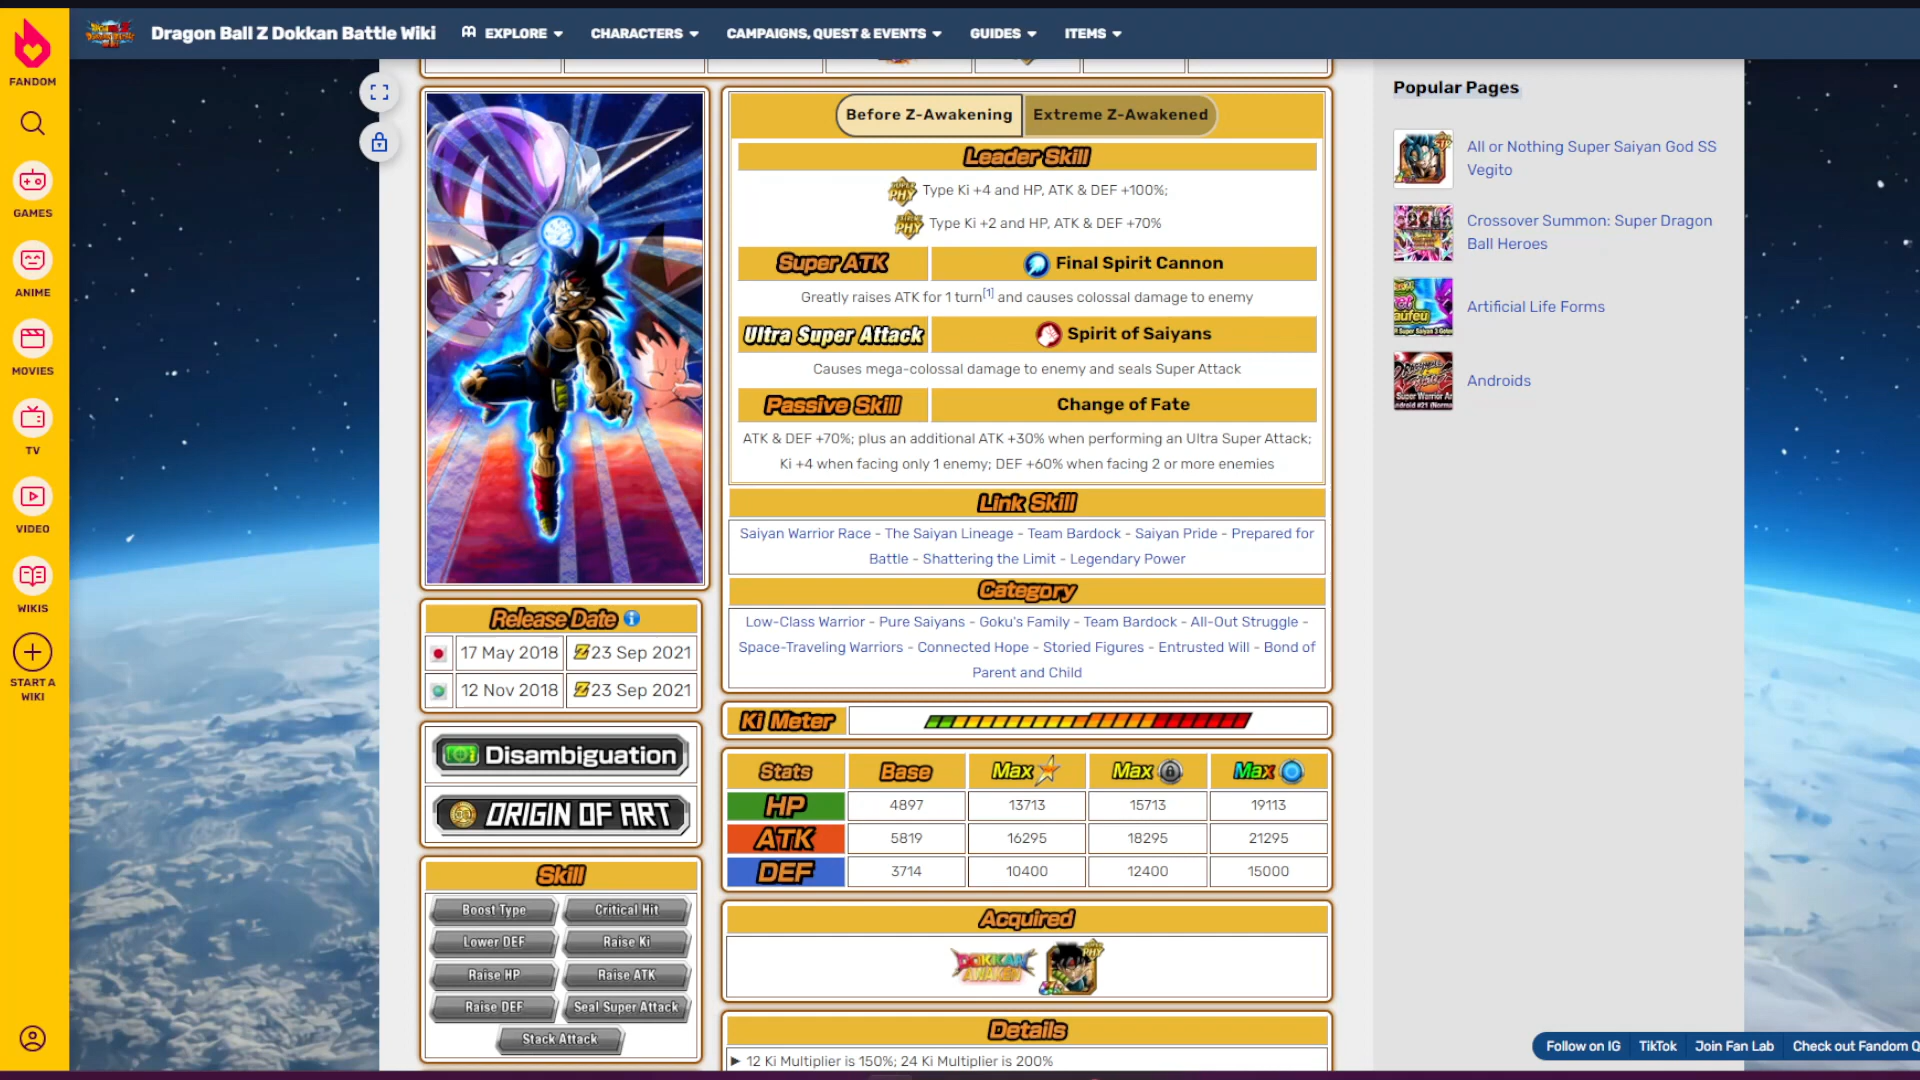 Dragon Ball Z Dokkan Battle Wiki
EXPLORE
CHARACTERS
CAMPAIGNS, QUEST & EVENTS
GUIDES
ITEMS
FANDOM
GAMES
ANIME
MOVIES
TV
VIDEO
WIKIS
START A
WIKI
Before Z-Awakening
Extreme Z-Awakened
Leader Skill
SUPER PHY Type Ki +4 and HP, ATK & DEF +100%;
SUPER PHY Type Ki +2 and HP, ATK & DEF +70%
Super ATK
Final Spirit Cannon
Greatly raises ATK for 1 turn[1] and causes colossal damage to enemy
Ultra Super Attack
Spirit of Saiyans
Causes mega-colossal damage to enemy and seals Super Attack
Passive Skill
Change of Fate
ATK & DEF +70%; plus an additional ATK +30% when performing an Ultra Super Attack;
Ki +4 when facing only 1 enemy; DEF +60% when facing 2 or more enemies
Link Skill
Saiyan Warrior Race - The Saiyan Lineage - Team Bardock - Saiyan Pride - Prepared for
Battle - Shattering the Limit - Legendary Power
Category
Low-Class Warrior - Pure Saiyans - Goku's Family - Team Bardock - All-Out Struggle -
Space-Traveling Warriors - Connected Hope - Storied Figures - Entrusted Will - Bond of
Parent and Child
Ki Meter
Stats Base Max Max Max
HP 4897 13713 15713 19113
ATK 5819 16295 18295 21295
DEF 3714 10400 12400 15000
Acquired
DOKKAN AWAKEN
Details
► 12 Ki Multiplier is 150%; 24 Ki Multiplier is 200%
Release Date
17 May 2018 Z 23 Sep 2021
12 Nov 2018 Z 23 Sep 2021
Disambiguation
ORIGIN OF ART
Skill
Boost Type Critical Hit
Lower DEF Raise Ki
Raise HP Raise ATK
Raise DEF Seal Super Attack
Stack Attack
Popular Pages
All or Nothing Super Saiyan God SS
Vegito
Crossover Summon: Super Dragon
Ball Heroes
Artificial Life Forms
Androids
Follow on IG TikTok Join Fan Lab Check out Fandom Q